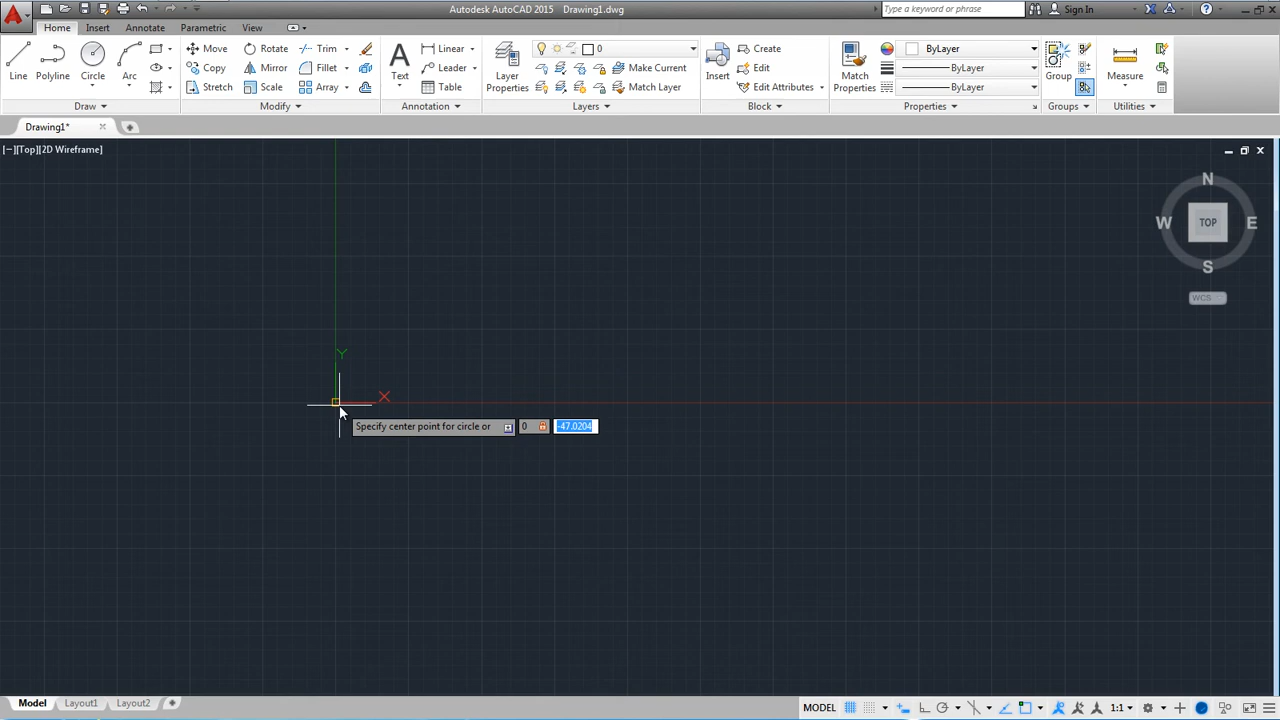 Autodesk AutoCAD 2015 Drawing1.dwg
Type a keyword or phrase
Sign In
Home Insert Annotate Parametric View
Line Polyline Circle Arc
Move Rotate Trim
Copy Mirror Fillet
Stretch Scale Array
Text Linear
Leader
Table
Layer Properties
0
Make Current
Match Layer
Insert
Create
Edit
Edit Attributes
Match Properties
ByLayer
ByLayer
ByLayer
Group
Measure
Draw Modify Annotation Layers Block Properties Groups Utilities
Drawing1*
[−][Top][2D Wireframe]
N
W TOP E
S
WCS
Y
X
Specify center point for circle or 0 -47.0204
Model Layout1 Layout2
MODEL 1:1